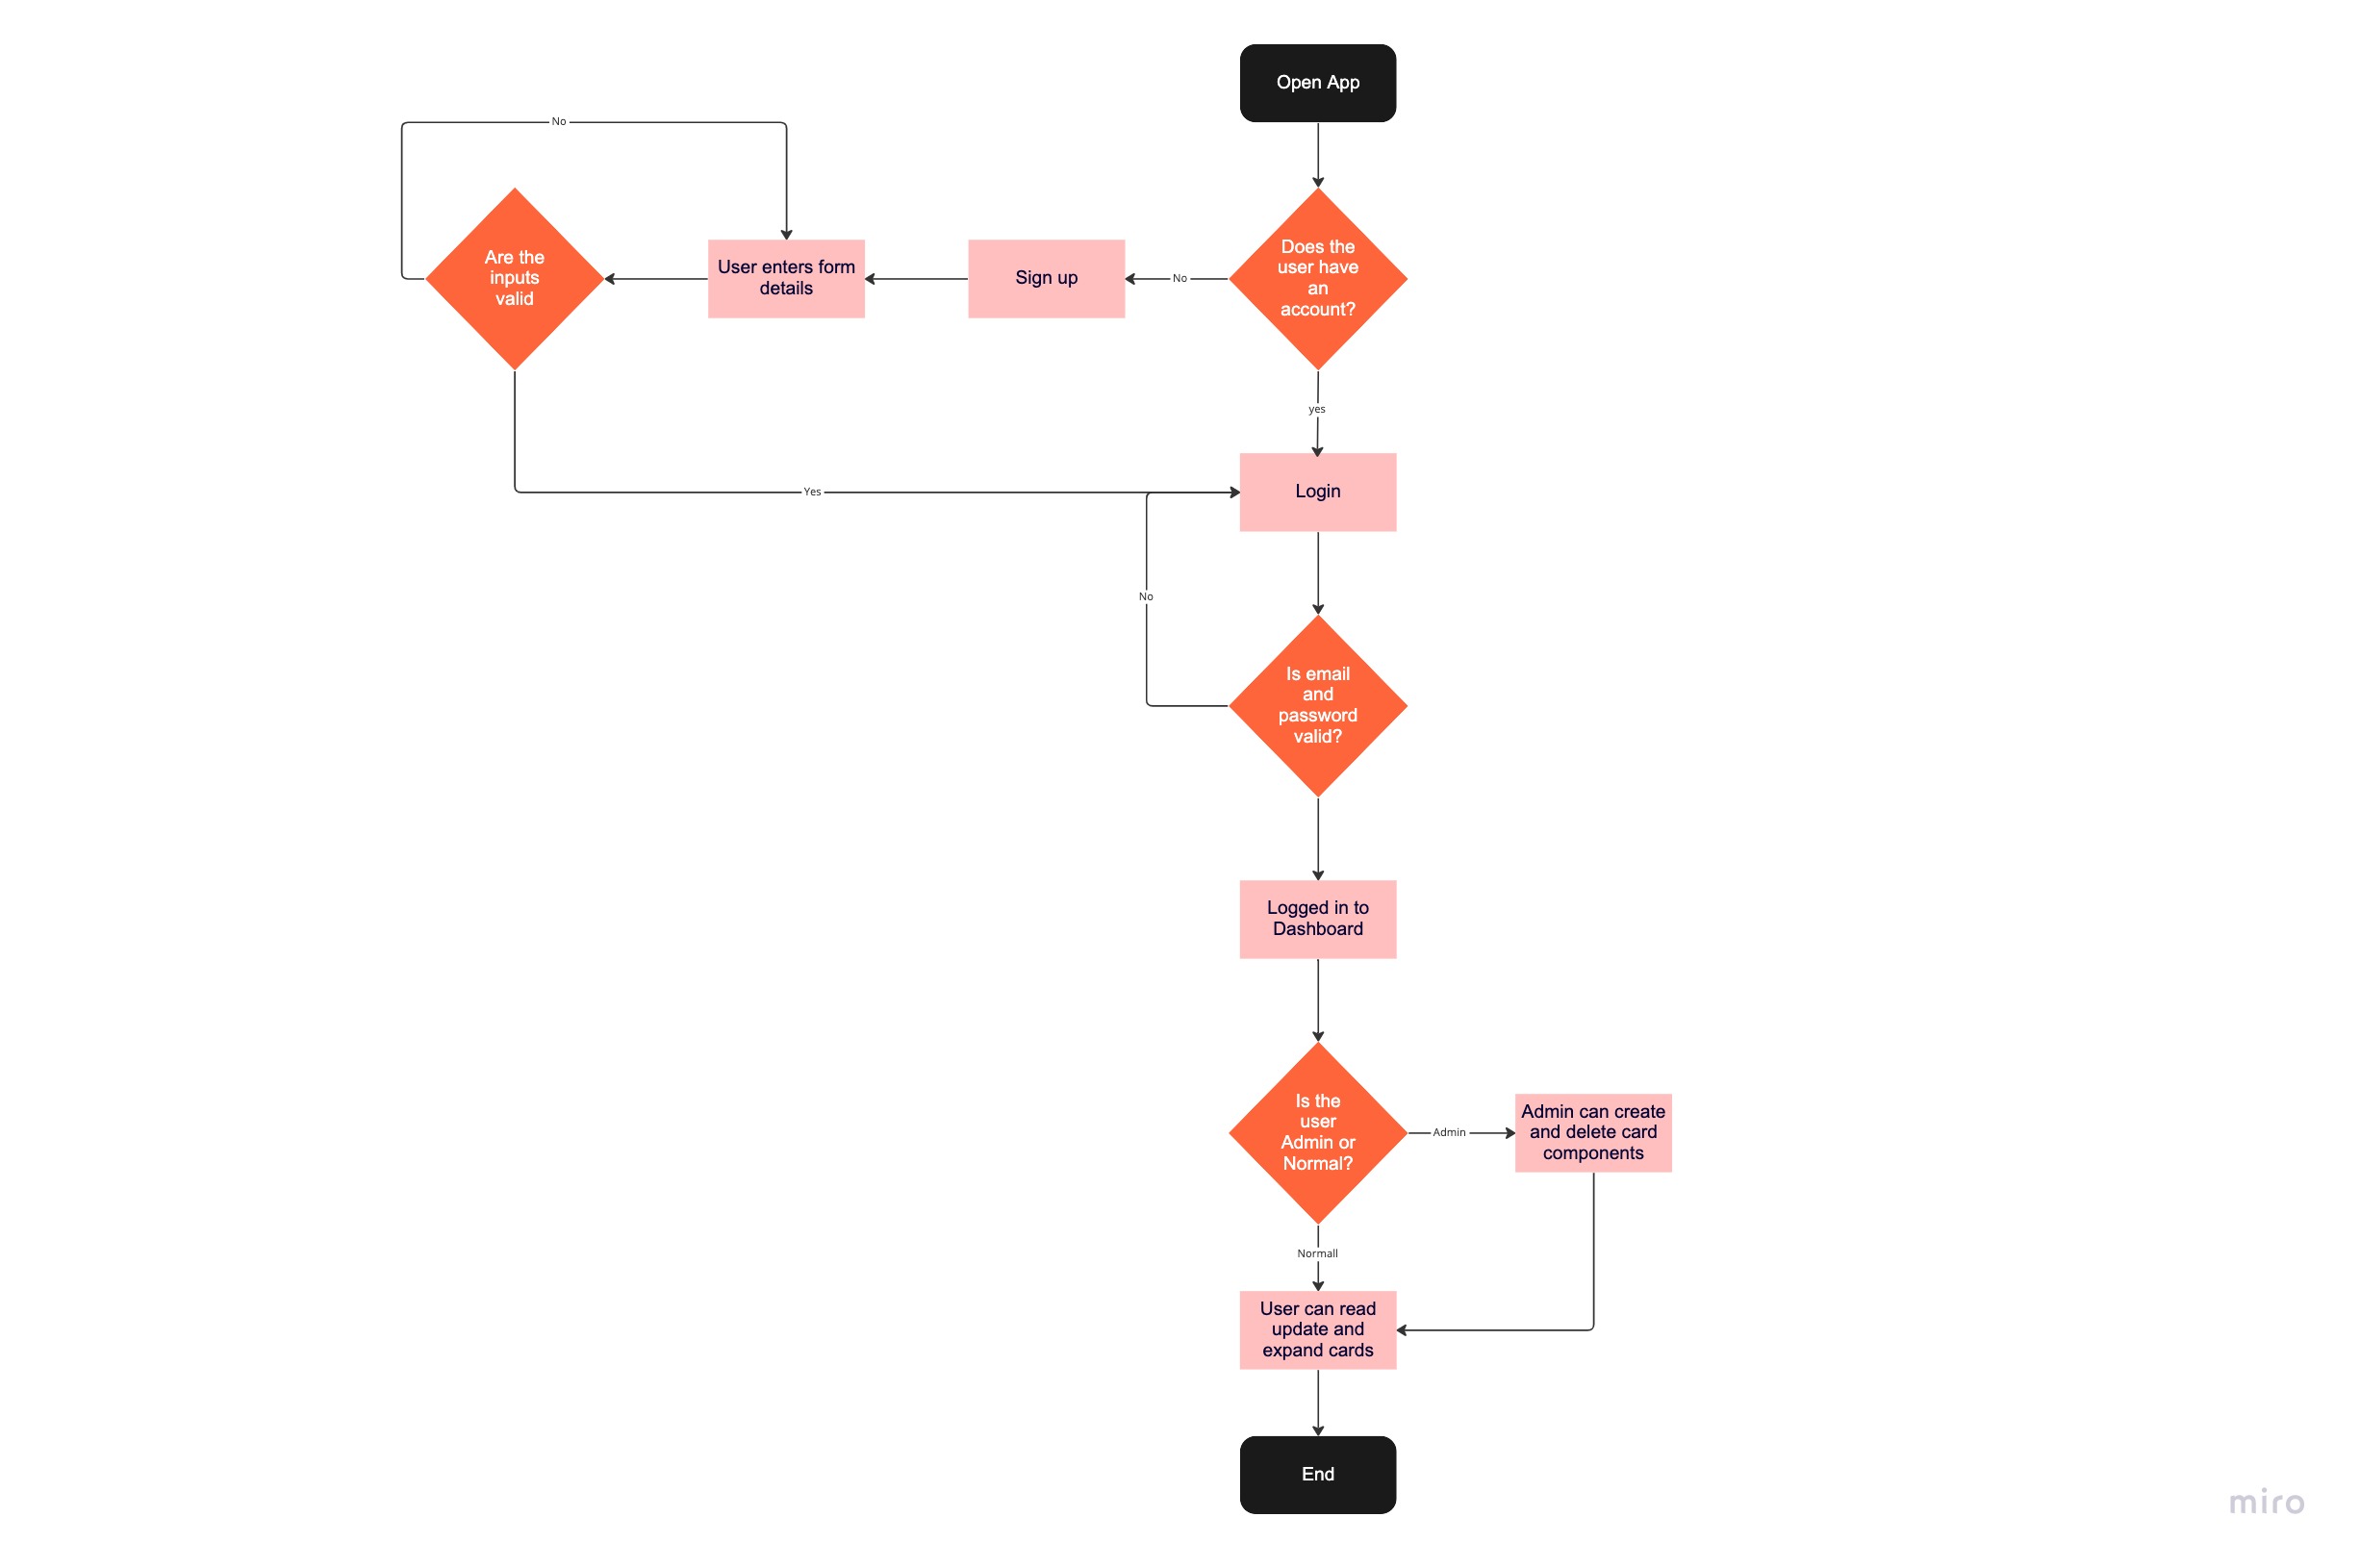 Open App
No
Are the
inputs
valid
User enters form
details
Sign up
No
Does the
user have
an
account?
yes
Yes
Login
No
Is email
and
password
valid?
Logged in to
Dashboard
Is the
user
Admin or
Normal?
Admin
Admin can create
and delete card
components
Normall
User can read
update and
expand cards
End
miro